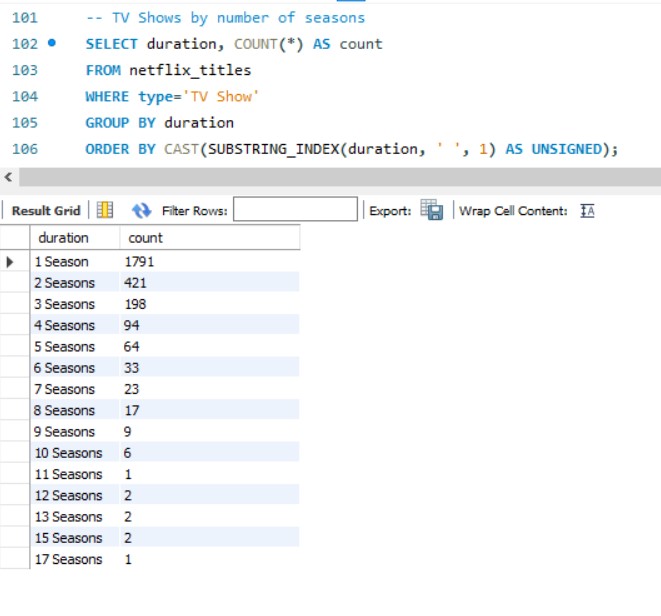 101 -- TV Shows by number of seasons
102 SELECT duration, COUNT(*) AS count
103 FROM netflix_titles
104 WHERE type='TV Show'
105 GROUP BY duration
106 ORDER BY CAST(SUBSTRING_INDEX(duration, ' ', 1) AS UNSIGNED);
Result Grid Filter Rows: Export: Wrap Cell Content: IA
duration count
1 Season 1791
2 Seasons 421
3 Seasons 198
4 Seasons 94
5 Seasons 64
6 Seasons 33
7 Seasons 23
8 Seasons 17
9 Seasons 9
10 Seasons 6
11 Seasons 1
12 Seasons 2
13 Seasons 2
15 Seasons 2
17 Seasons 1